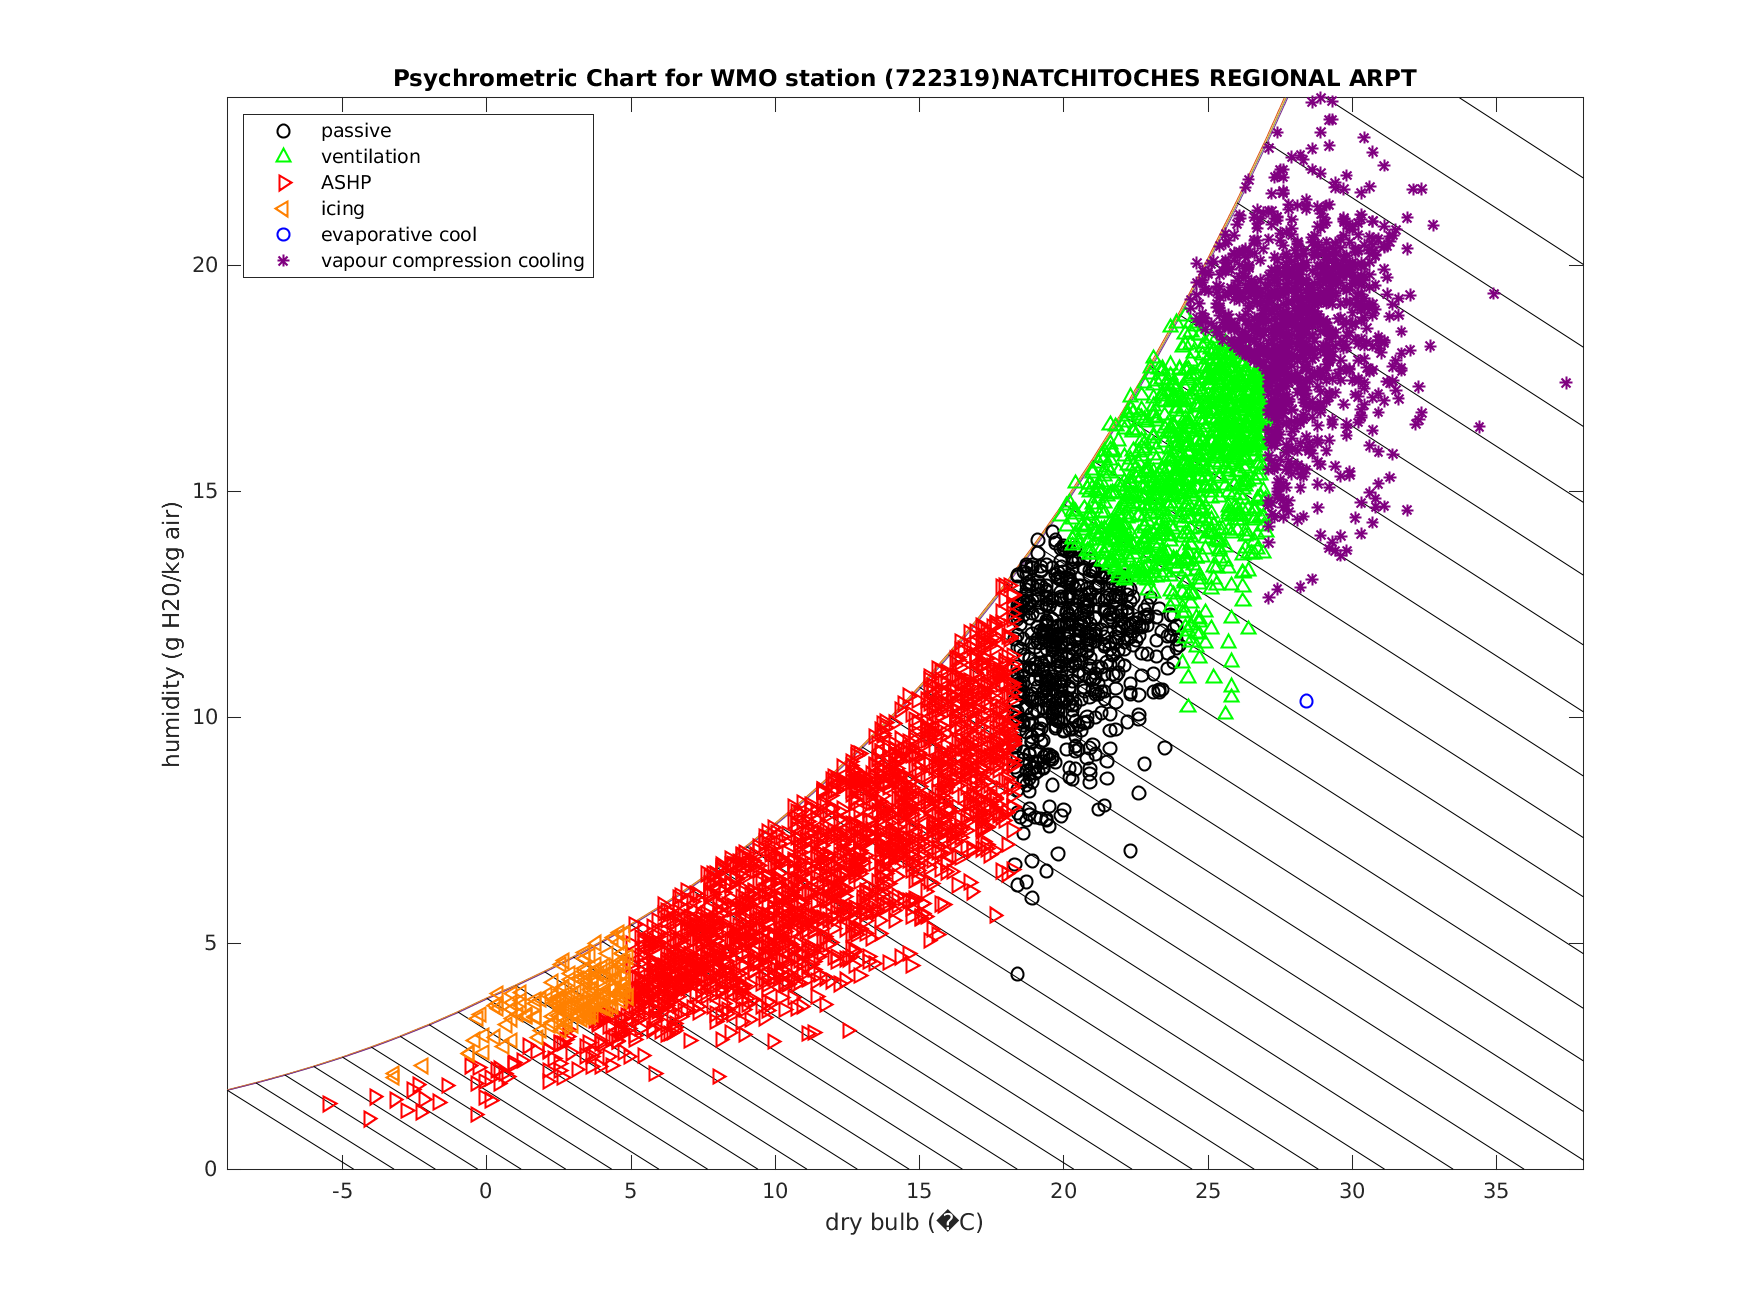 Psychrometric Chart for WMO station (722319)NATCHITOCHES REGIONAL ARPT
passive
ventilation
ASHP
icing
evaporative cool
vapour compression cooling
humidity (g H20/kg air)
20
15
10
5
0
-5 0 5 10 15 20 25 30 35
dry bulb (�C)